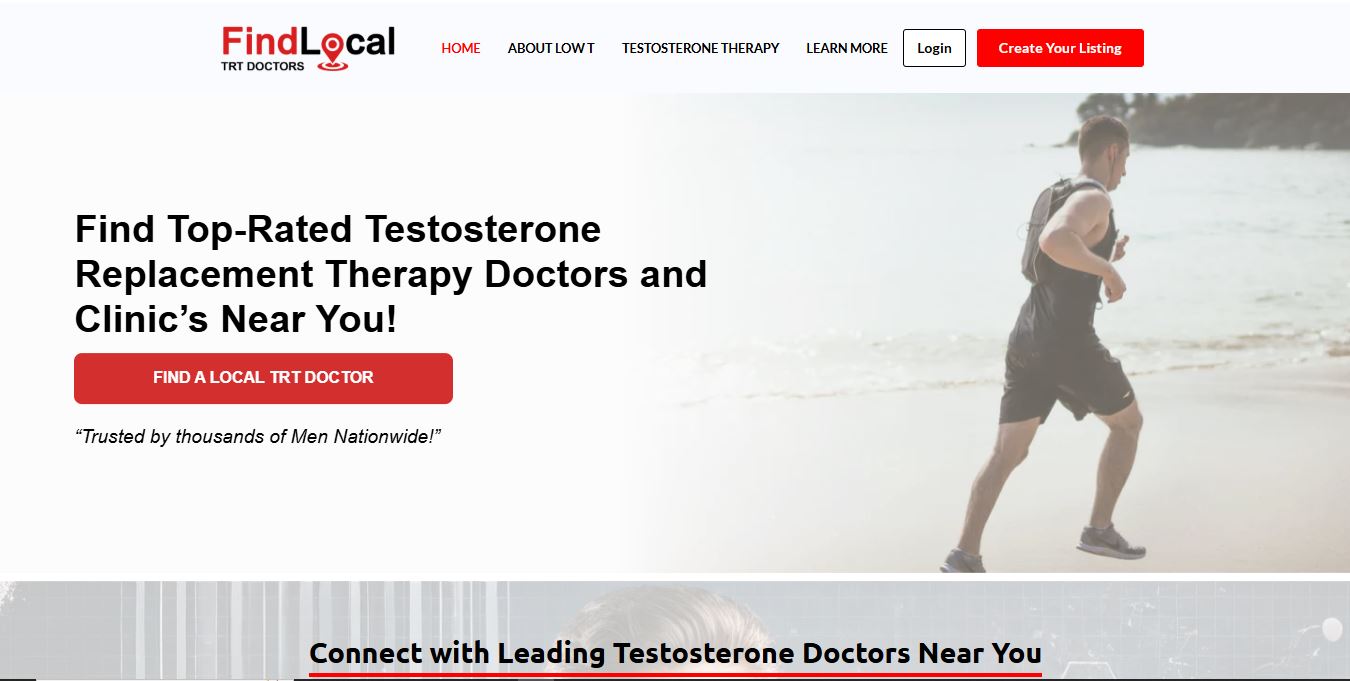 FindLocal
TRT DOCTORS
HOME
ABOUT LOW T
TESTOSTERONE THERAPY
LEARN MORE
Login
Create Your Listing
Find Top-Rated Testosterone
Replacement Therapy Doctors and
Clinic’s Near You!
FIND A LOCAL TRT DOCTOR
“Trusted by thousands of Men Nationwide!”
Connect with Leading Testosterone Doctors Near You